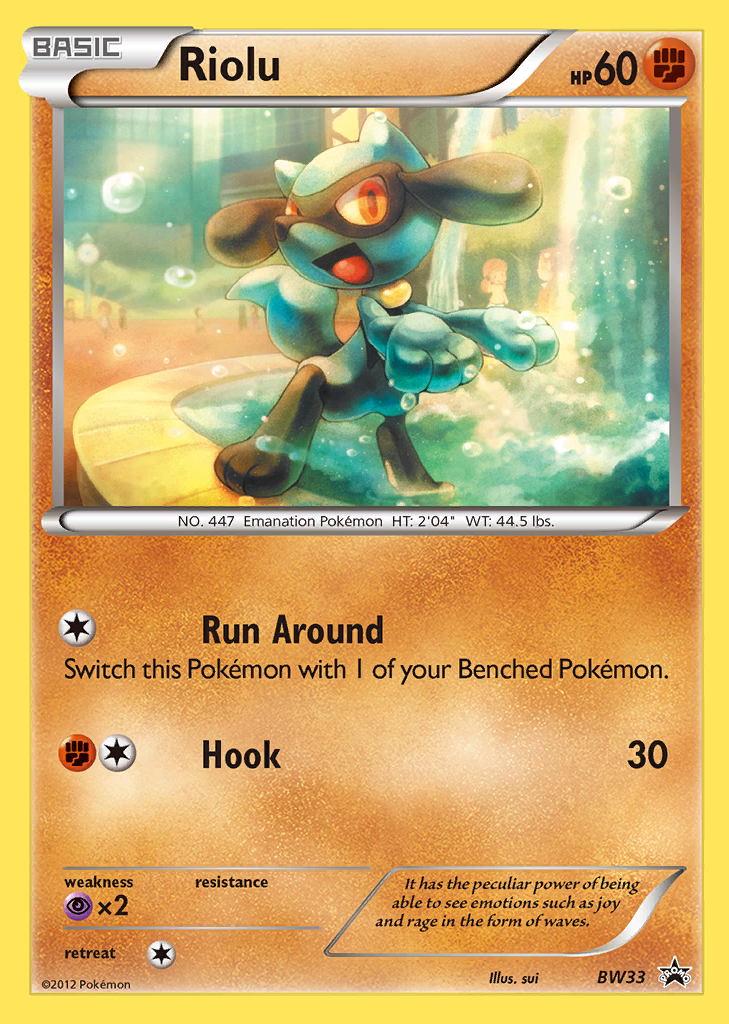 BASIC
Riolu
HP60
NO. 447 Emanation Pokémon HT: 2'04" WT: 44.5 lbs.
Run Around
Switch this Pokémon with 1 of your Benched Pokémon.
Hook 30
weakness resistance
×2
It has the peculiar power of being
able to see emotions such as joy
and rage in the form of waves.
retreat
©2012 Pokémon
Illus. sui
BW33
PROMO